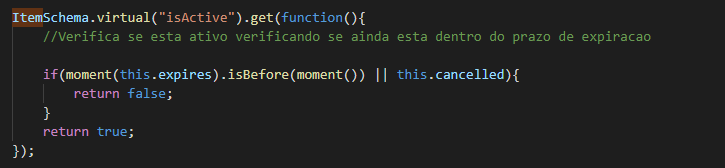 ItemSchema.virtual("isActive").get(function(){
//Verifica se esta ativo verificando se ainda esta dentro do prazo de expiracao
if(moment(this.expires).isBefore(moment()) || this.cancelled){
return false;
}
return true;
});